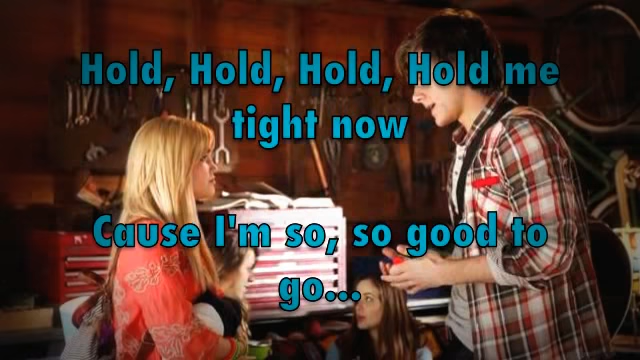 Hold, Hold, Hold, Hold me
tight now
Cause I'm so, so good to
go...